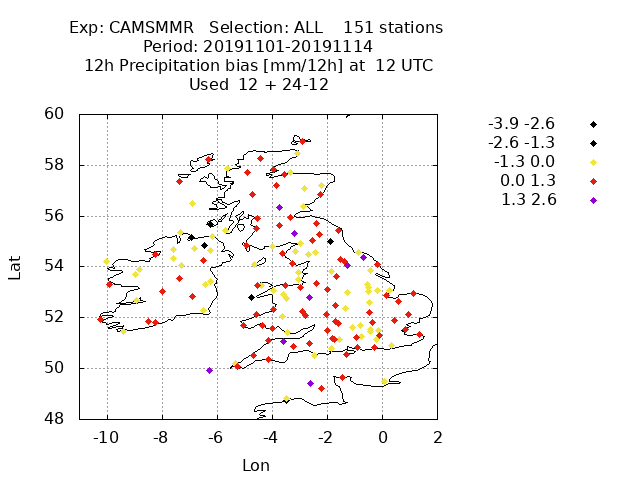 Exp: CAMSMMR   Selection: ALL    151 stations
Period: 20191101-20191114
12h Precipitation bias [mm/12h] at  12 UTC
Used  12 + 24-12
-3.9 -2.6
-2.6 -1.3
-1.3 0.0
0.0 1.3
1.3 2.6
60
58
56
54
52
50
48
Lat
-10 -8 -6 -4 -2 0 2
Lon